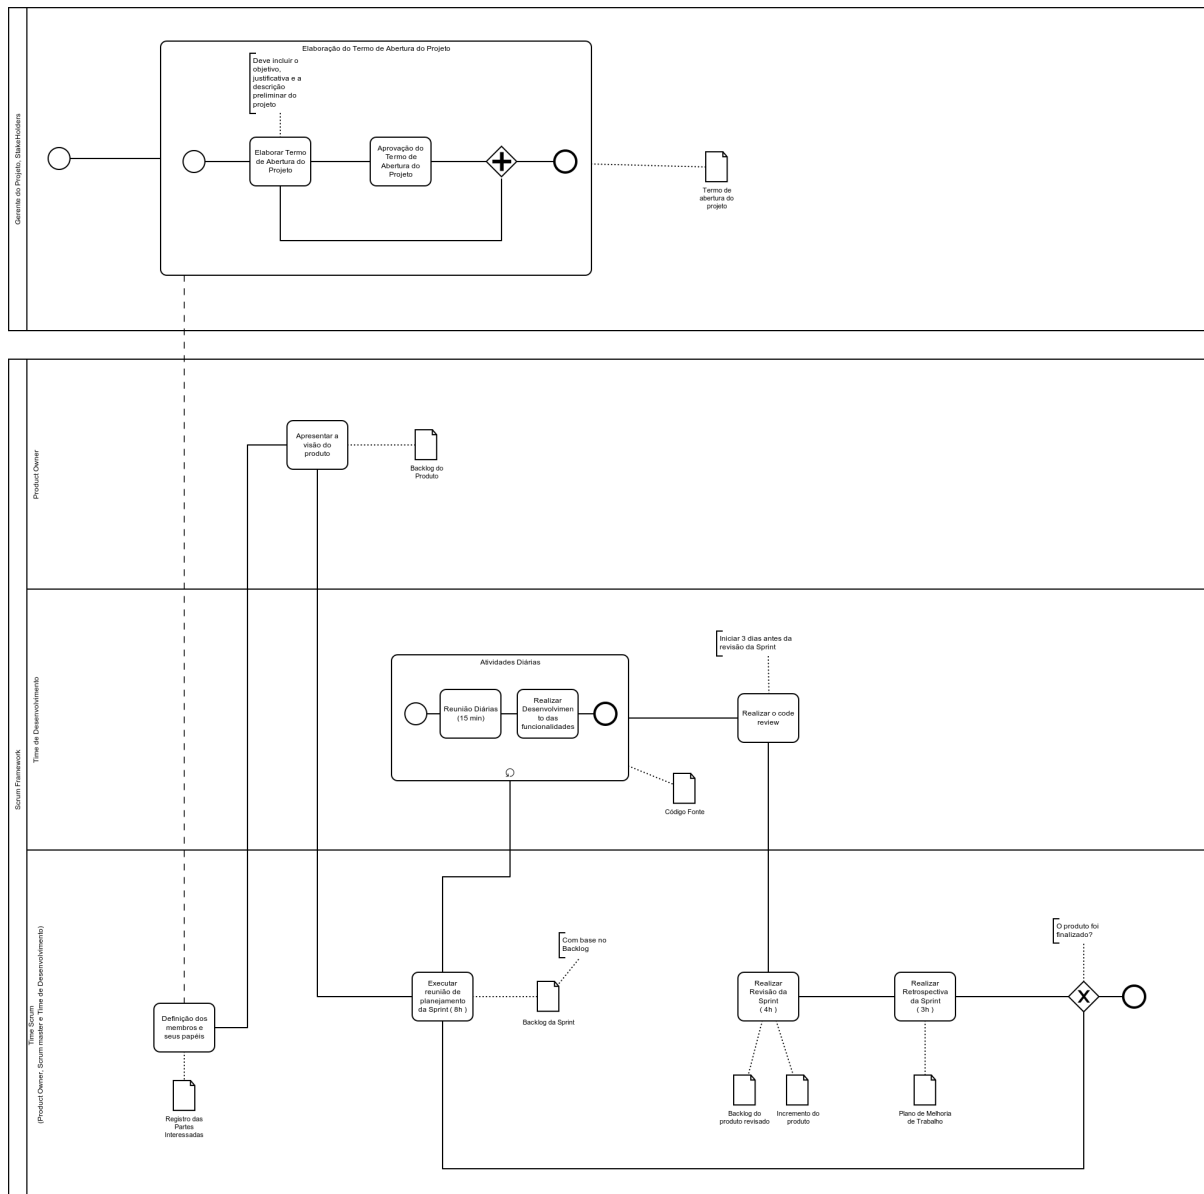 Gerente do Projeto, StakeHolders
Elaboração do Termo de Abertura do Projeto
Deve incluir o
objetivo,
justificativa e a
descrição
preliminar do
projeto
Elaborar Termo
de Abertura do
Projeto
Aprovação do
Termo de
Abertura do
Projeto
Termo de
abertura do
projeto
Scrum Framework
Product Owner
Apresentar a
visão do
produto
Backlog do
Produto
Time de Desenvolvimento
Atividades Diárias
Reunião Diárias
(15 min)
Realizar
Desenvolvimen
to das
funcionalidades
Iniciar 3 dias antes da
revisão da Sprint
Realizar o code
review
Código Fonte
Time Scrum
(Product Owner, Scrum master e Time de Desenvolvimento)
Definição dos
membros e
seus papéis
Registro das
Partes
Interessadas
Executar
reunião de
planejamento
da Sprint ( 8h )
Com base no
Backlog
Backlog da Sprint
Realizar
Revisão da
Sprint
( 4h )
Backlog do
produto revisado
Incremento do
produto
Realizar
Retrospectiva
da Sprint
( 3h )
Plano de Melhoria
de Trabalho
O produto foi
finalizado?
X